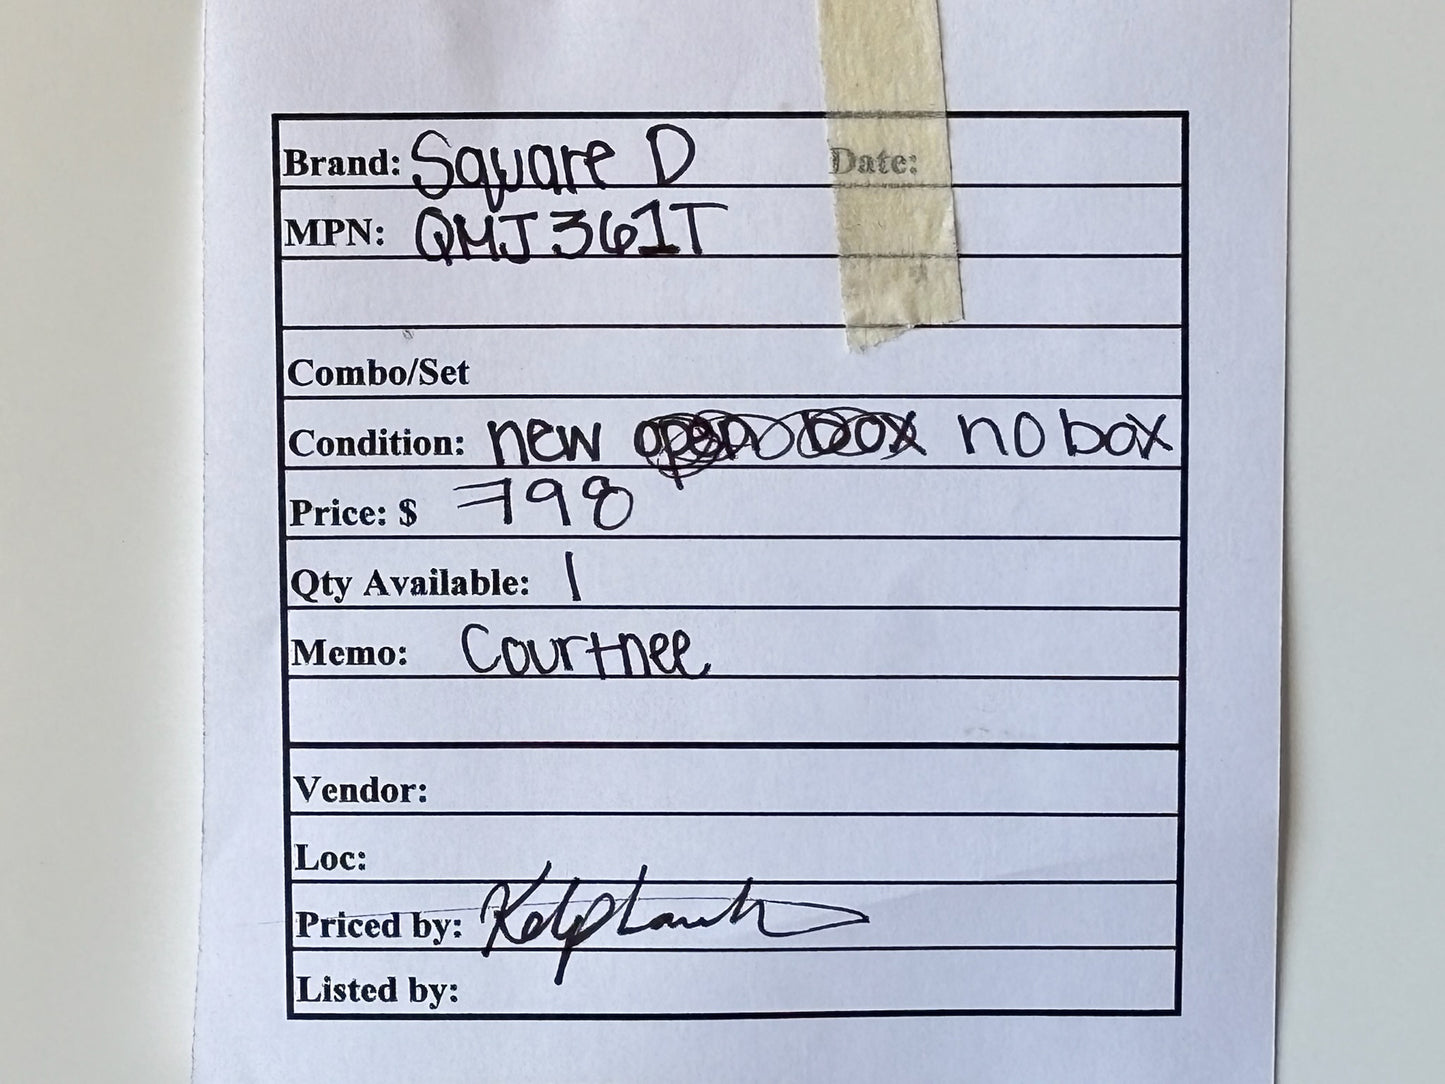 Brand: Square D Date:
MPN: QMJ361T
Combo/Set
Condition: new open box no box
Price: $ 798
Qty Available: 1
Memo: Courtnee
Vendor:
Loc:
Priced by:
Listed by: